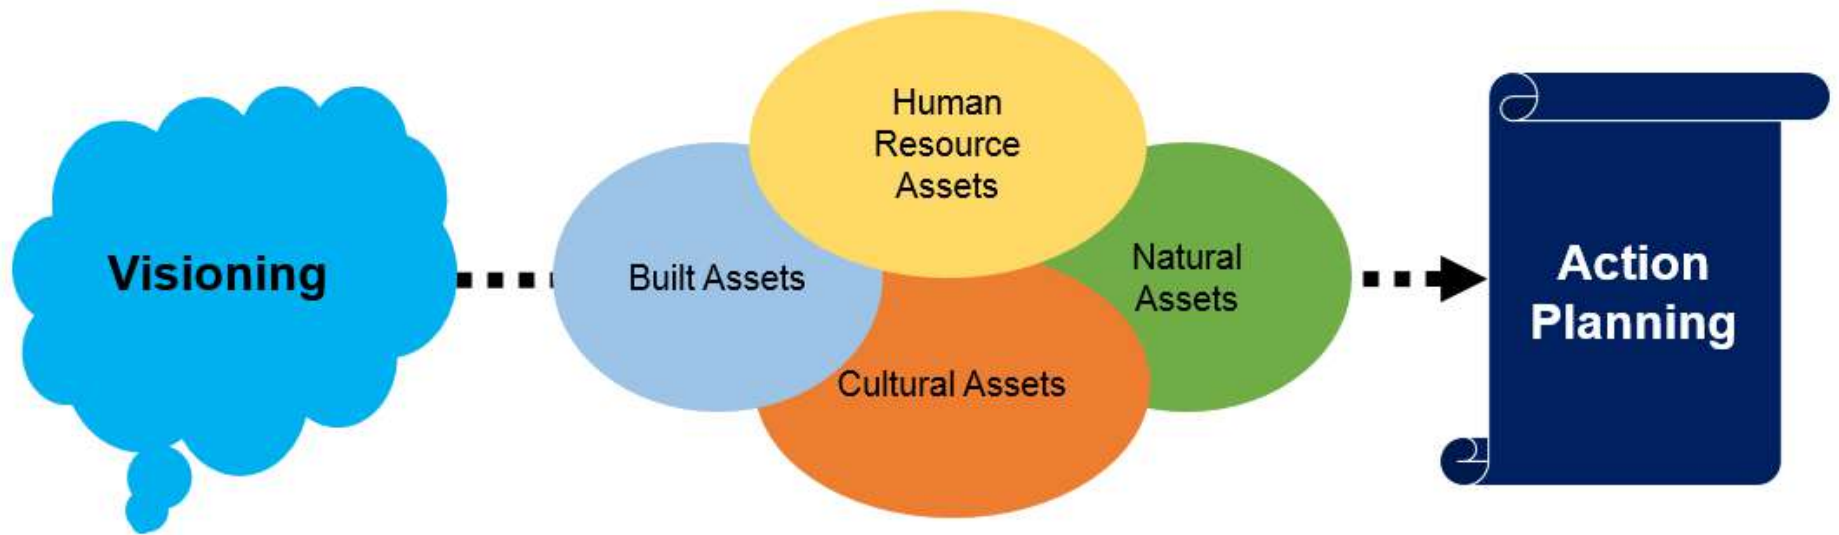 Visioning
Built Assets
Human
Resource
Assets
Cultural Assets
Natural
Assets
Action
Planning